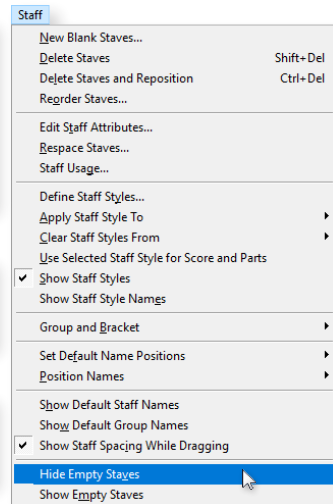 Staff
New Blank Staves...
Delete Staves Shift+Del
Delete Staves and Reposition Ctrl+Del
Reorder Staves...
Edit Staff Attributes...
Respace Staves...
Staff Usage...
Define Staff Styles...
Apply Staff Style To
Clear Staff Styles From
Use Selected Staff Style for Score and Parts
Show Staff Styles
Show Staff Style Names
Group and Bracket
Set Default Name Positions
Position Names
Show Default Staff Names
Show Default Group Names
Show Staff Spacing While Dragging
Hide Empty Staves
Show Empty Staves